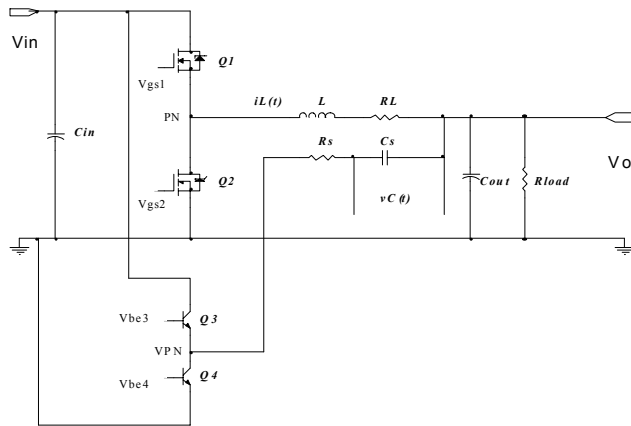 Vin
Q1
Vgs1
PN
iL(t)
L
RL
Cin
Rs
Cs
Vo
Q2
Vgs2
vC(t)
Cout
Rload
Vbe3
Q3
VPN
Vbe4
Q4